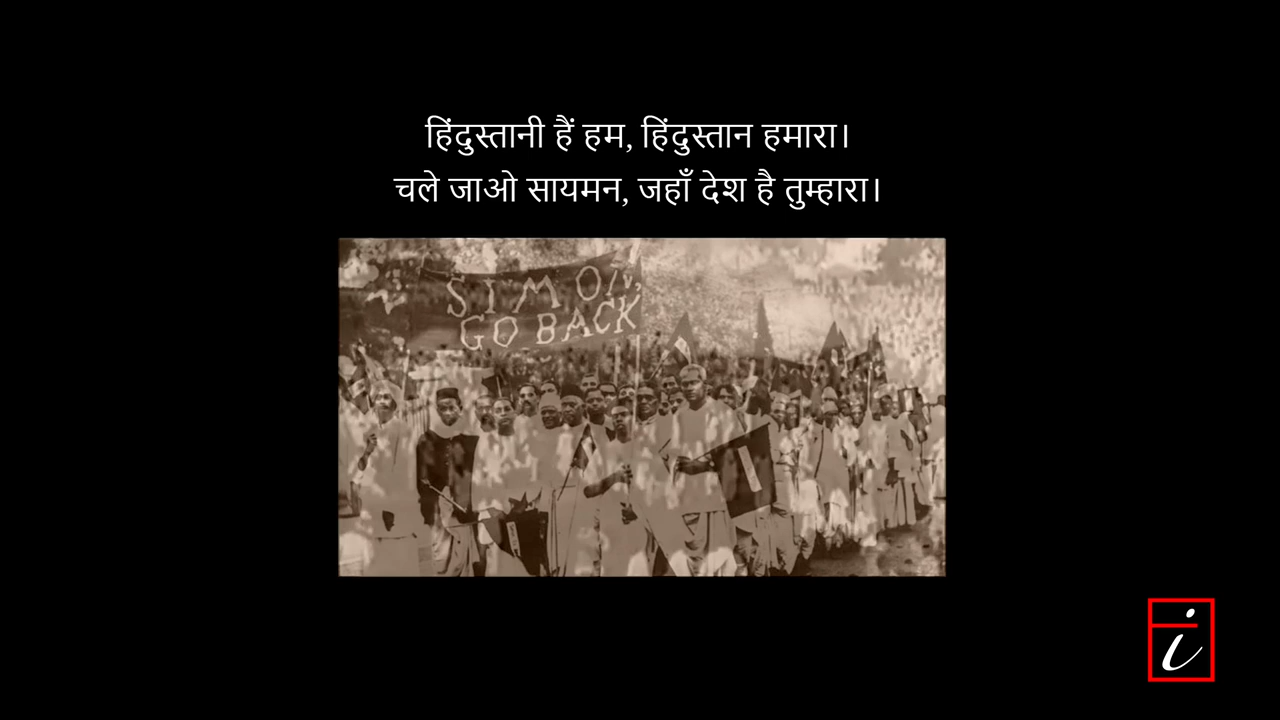 हिंदुस्तानी हैं हम, हिंदुस्तान हमारा।
चले जाओ सायमन, जहाँ देश है तुम्हारा।
SIMON,
GO BACK
i